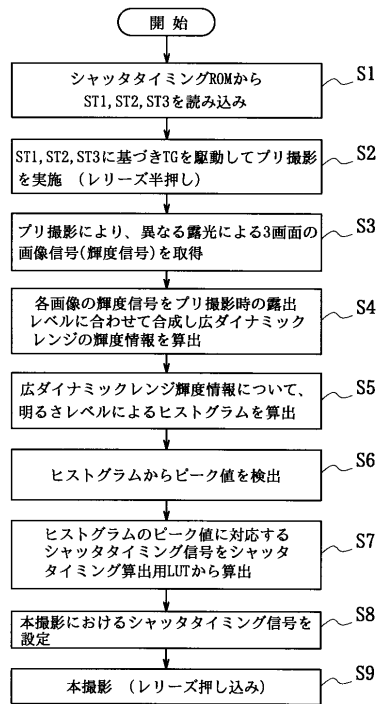 開 始
シャッタタイミングROMから
ST1,ST2,ST3を読み込み
S1
ST1,ST2,ST3に基づきTGを駆動してプリ撮影
を実施 (レリーズ半押し)
S2
プリ撮影により、異なる露光による3画面の
画像信号(輝度信号)を取得
S3
各画像の輝度信号をプリ撮影時の露出
レベルに合わせて合成し広ダイナミック
レンジの輝度情報を算出
S4
広ダイナミックレンジ輝度情報について、
明るさレベルによるヒストグラムを算出
S5
ヒストグラムからピーク値を検出
S6
ヒストグラムのピーク値に対応する
シャッタタイミング信号をシャッタ
タイミング算出用LUTから算出
S7
本撮影におけるシャッタタイミング信号を
設定
S8
本撮影 (レリーズ押し込み)
S9